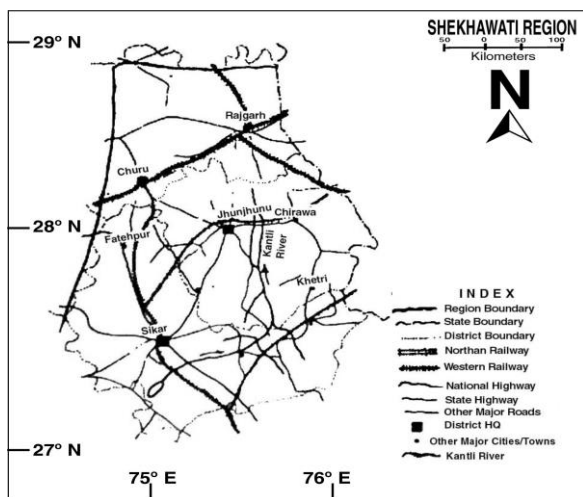 SHEKHAWATI REGION
50 0 50 100
Kilometers
N
29° N
Rajgarh
Churu
28° N
Jhunjhunu
Chirawa
Fatehpur
Kantli River
Khetri
Sikar
27° N
75° E
76° E
INDEX
Region Boundary
State Boundary
District Boundary
Northan Railway
Western Railway
National Highway
State Highway
Other Major Roads
District HQ
Other Major Cities/Towns
Kantli River